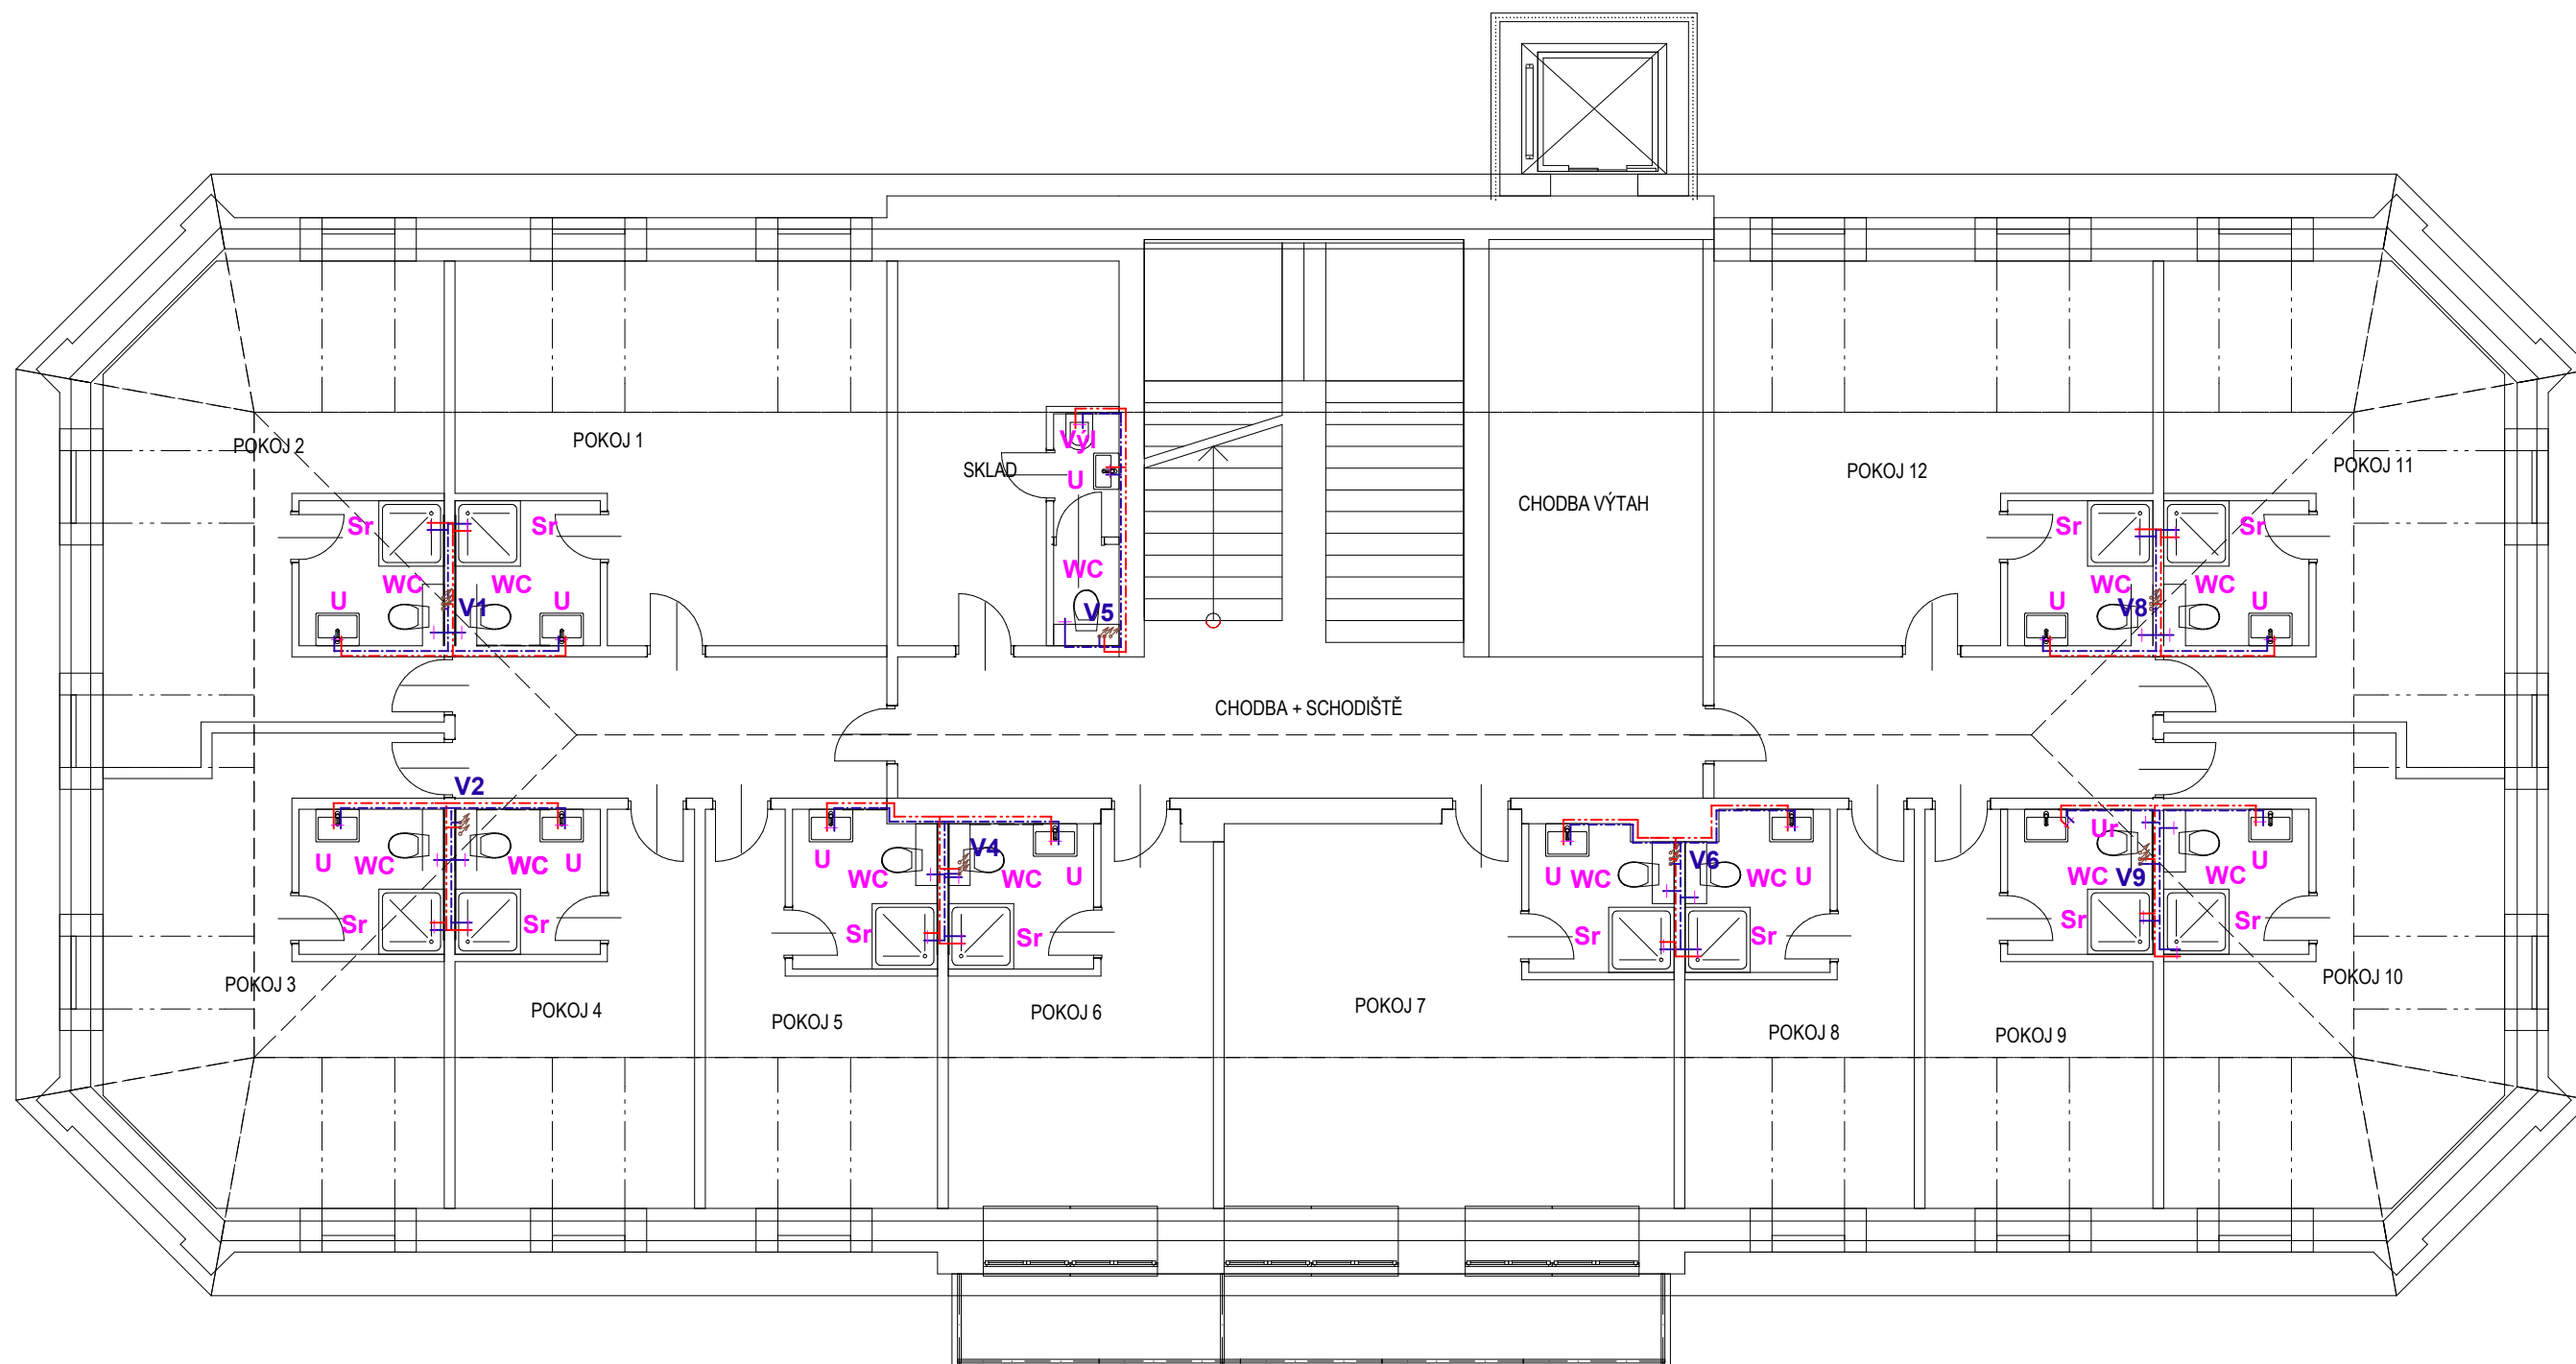 POKOJ 2
POKOJ 1
SKLAD
Výl
U
WC
V5
CHODBA VÝTAH
POKOJ 12
POKOJ 11
Sr
Sr
WC
WC
U
V1
U
Sr
Sr
WC
WC
U
V8
U
CHODBA + SCHODIŠTĚ
V2
U
WC
WC
U
Sr
Sr
U
WC
V4
WC
U
Sr
Sr
U
WC
V6
WC
U
Sr
Sr
Ur
WC
V9
WC
U
Sr
Sr
POKOJ 3
POKOJ 4
POKOJ 5
POKOJ 6
POKOJ 7
POKOJ 8
POKOJ 9
POKOJ 10